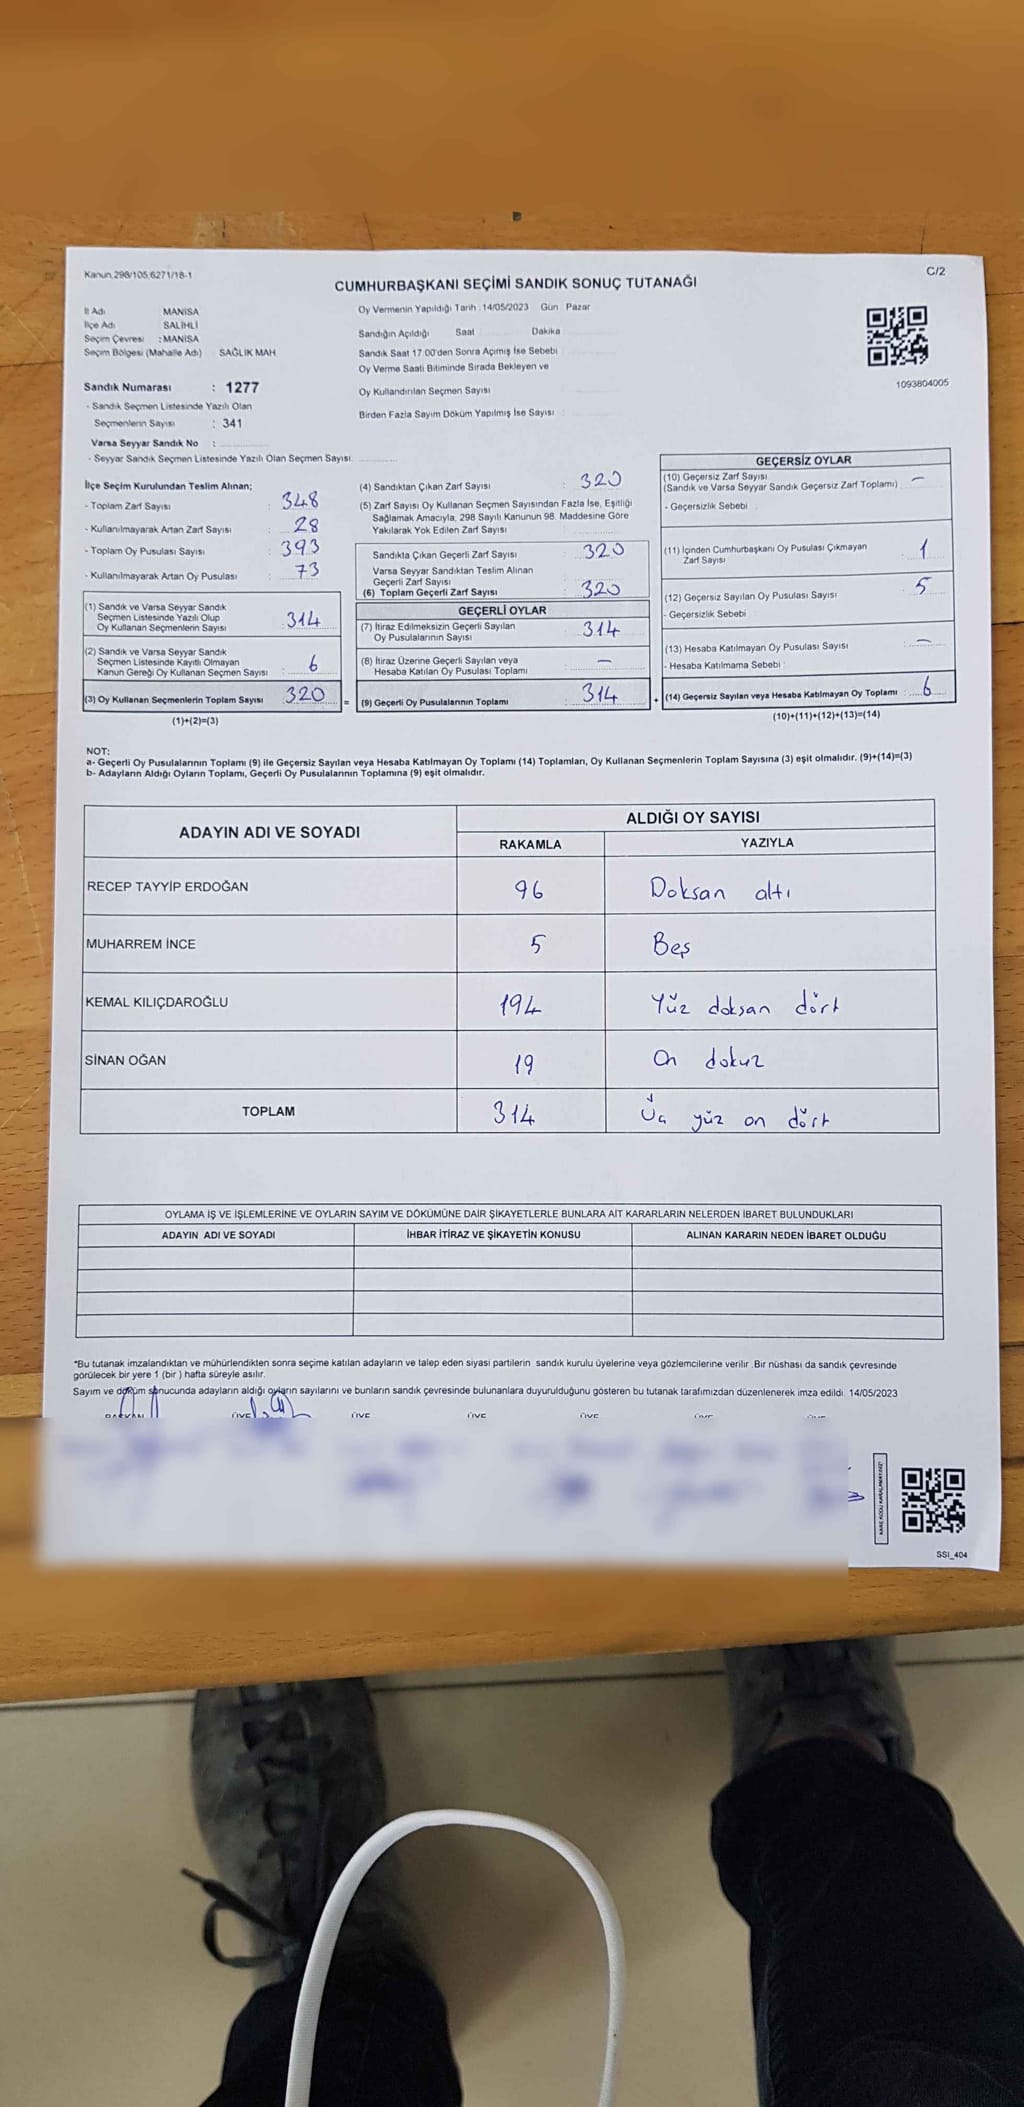 Kanun,298/105,6271/18-1
C/2
CUMHURBAŞKANI SEÇİMİ SANDIK SONUÇ TUTANAĞI
İl Adı MANİSA
İlçe Adı SALİHLİ
Seçim Çevresi : MANİSA
Seçim Bölgesi (Mahalle Adı) SAĞLIK MAH
Sandık Numarası : 1277
- Sandık Seçmen Listesinde Yazılı Olan
Seçmenlerin Sayısı : 341
Varsa Seyyar Sandık No :
- Seyyar Sandık Seçmen Listesinde Yazılı Olan Seçmen Sayısı
Oy Vermenin Yapıldığı Tarih : 14/05/2023 Gün : Pazar
Sandığın Açıldığı Saat Dakika
Sandık Saat 17.00'den Sonra Açımış İse Sebebi
Oy Verme Saati Bitiminde Sırada Bekleyen ve
Oy Kullandırılan Seçmen Sayısı
Birden Fazla Sayım Döküm Yapılmış İse Sayısı :
1093804005
İlçe Seçim Kurulundan Teslim Alınan;
- Toplam Zarf Sayısı : 348
- Kullanılmayarak Artan Zarf Sayısı : 28
- Toplam Oy Pusulası Sayısı : 393
- Kullanılmayarak Artan Oy Pusulası : 73
(1) Sandık ve Varsa Seyyar Sandık
Seçmen Listesinde Yazılı Olup
Oy Kullanan Seçmenlerin Sayısı : 314
(2) Sandık ve Varsa Seyyar Sandık
Seçmen Listesinde Kayıtlı Olmayan
Kanun Gereği Oy Kullanan Seçmen Sayısı 6
(3) Oy Kullanan Seçmenlerin Toplam Sayısı 320 =
(1)+(2)=(3)
(4) Sandıktan Çıkan Zarf Sayısı : 320
(5) Zarf Sayısı Oy Kullanan Seçmen Sayısından Fazla İse, Eşitliği
Sağlamak Amacıyla, 298 Sayılı Kanunun 98. Maddesine Göre
Yakılarak Yok Edilen Zarf Sayısı
Sandıkta Çıkan Geçerli Zarf Sayısı : 320
Varsa Seyyar Sandıktan Teslim Alınan
Geçerli Zarf Sayısı
(6) Toplam Geçerli Zarf Sayısı : 320
GEÇERLİ OYLAR
(7) İtiraz Edilmeksizin Geçerli Sayılan
Oy Pusulalarının Sayısı : 314
(8) İtiraz Üzerine Geçerli Sayılan veya
Hesaba Katılan Oy Pusulası Toplamı : –
(9) Geçerli Oy Pusulalarının Toplamı : 314 +
GEÇERSİZ OYLAR
(10) Geçersiz Zarf Sayısı
(Sandık ve Varsa Seyyar Sandık Geçersiz Zarf Toplamı) –
- Geçersizlik Sebebi :
(11) İçinden Cumhurbaşkanı Oy Pusulası Çıkmayan
Zarf Sayısı : 1
(12) Geçersiz Sayılan Oy Pusulası Sayısı : 5
- Geçersizlik Sebebi :
(13) Hesaba Katılmayan Oy Pusulası Sayısı : –
- Hesaba Katılmama Sebebi :
(14) Geçersiz Sayılan veya Hesaba Katılmayan Oy Toplamı : 6
(10)+(11)+(12)+(13)=(14)
NOT:
a- Geçerli Oy Pusulalarının Toplamı (9) ile Geçersiz Sayılan veya Hesaba Katılmayan Oy Toplamı (14) Toplamları, Oy Kullanan Seçmenlerin Toplam Sayısına (3) eşit olmalıdır. (9)+(14)=(3)
b- Adayların Aldığı Oyların Toplamı, Geçerli Oy Pusulalarının Toplamına (9) eşit olmalıdır.
ADAYIN ADI VE SOYADI ALDIĞI OY SAYISI
RAKAMLA YAZIYLA
RECEP TAYYİP ERDOĞAN 96 Doksan altı
MUHARREM İNCE 5 Beş
KEMAL KILIÇDAROĞLU 194 Yüz doksan dört
SİNAN OĞAN 19 On dokuz
TOPLAM 314 Üç yüz on dört
OYLAMA İŞ VE İŞLEMLERİNE VE OYLARIN SAYIM VE DÖKÜMÜNE DAİR ŞİKAYETLERLE BUNLARA AİT KARARLARIN NELERDEN İBARET BULUNDUKLARI
ADAYIN ADI VE SOYADI İHBAR İTİRAZ VE ŞİKAYETİN KONUSU ALINAN KARARIN NEDEN İBARET OLDUĞU
*Bu tutanak imzalandıktan ve mühürlendikten sonra seçime katılan adayların ve talep eden siyasi partilerin sandık kurulu üyelerine veya gözlemcilerine verilir .Bir nüshası da sandık çevresinde
görülecek bir yere 1 (bir ) hafta süreyle asılır.
Sayım ve döküm sonucunda adayların aldığı oyların sayılarını ve bunların sandık çevresinde bulunanlara duyurulduğunu gösteren bu tutanak tarafımızdan düzenlenerek imza edildi. 14/05/2023
BAŞKAN ÜYE ÜYE ÜYE ÜYE ÜYE ÜYE
KARE KODU KARALAMAYINIZ!
SSI_404